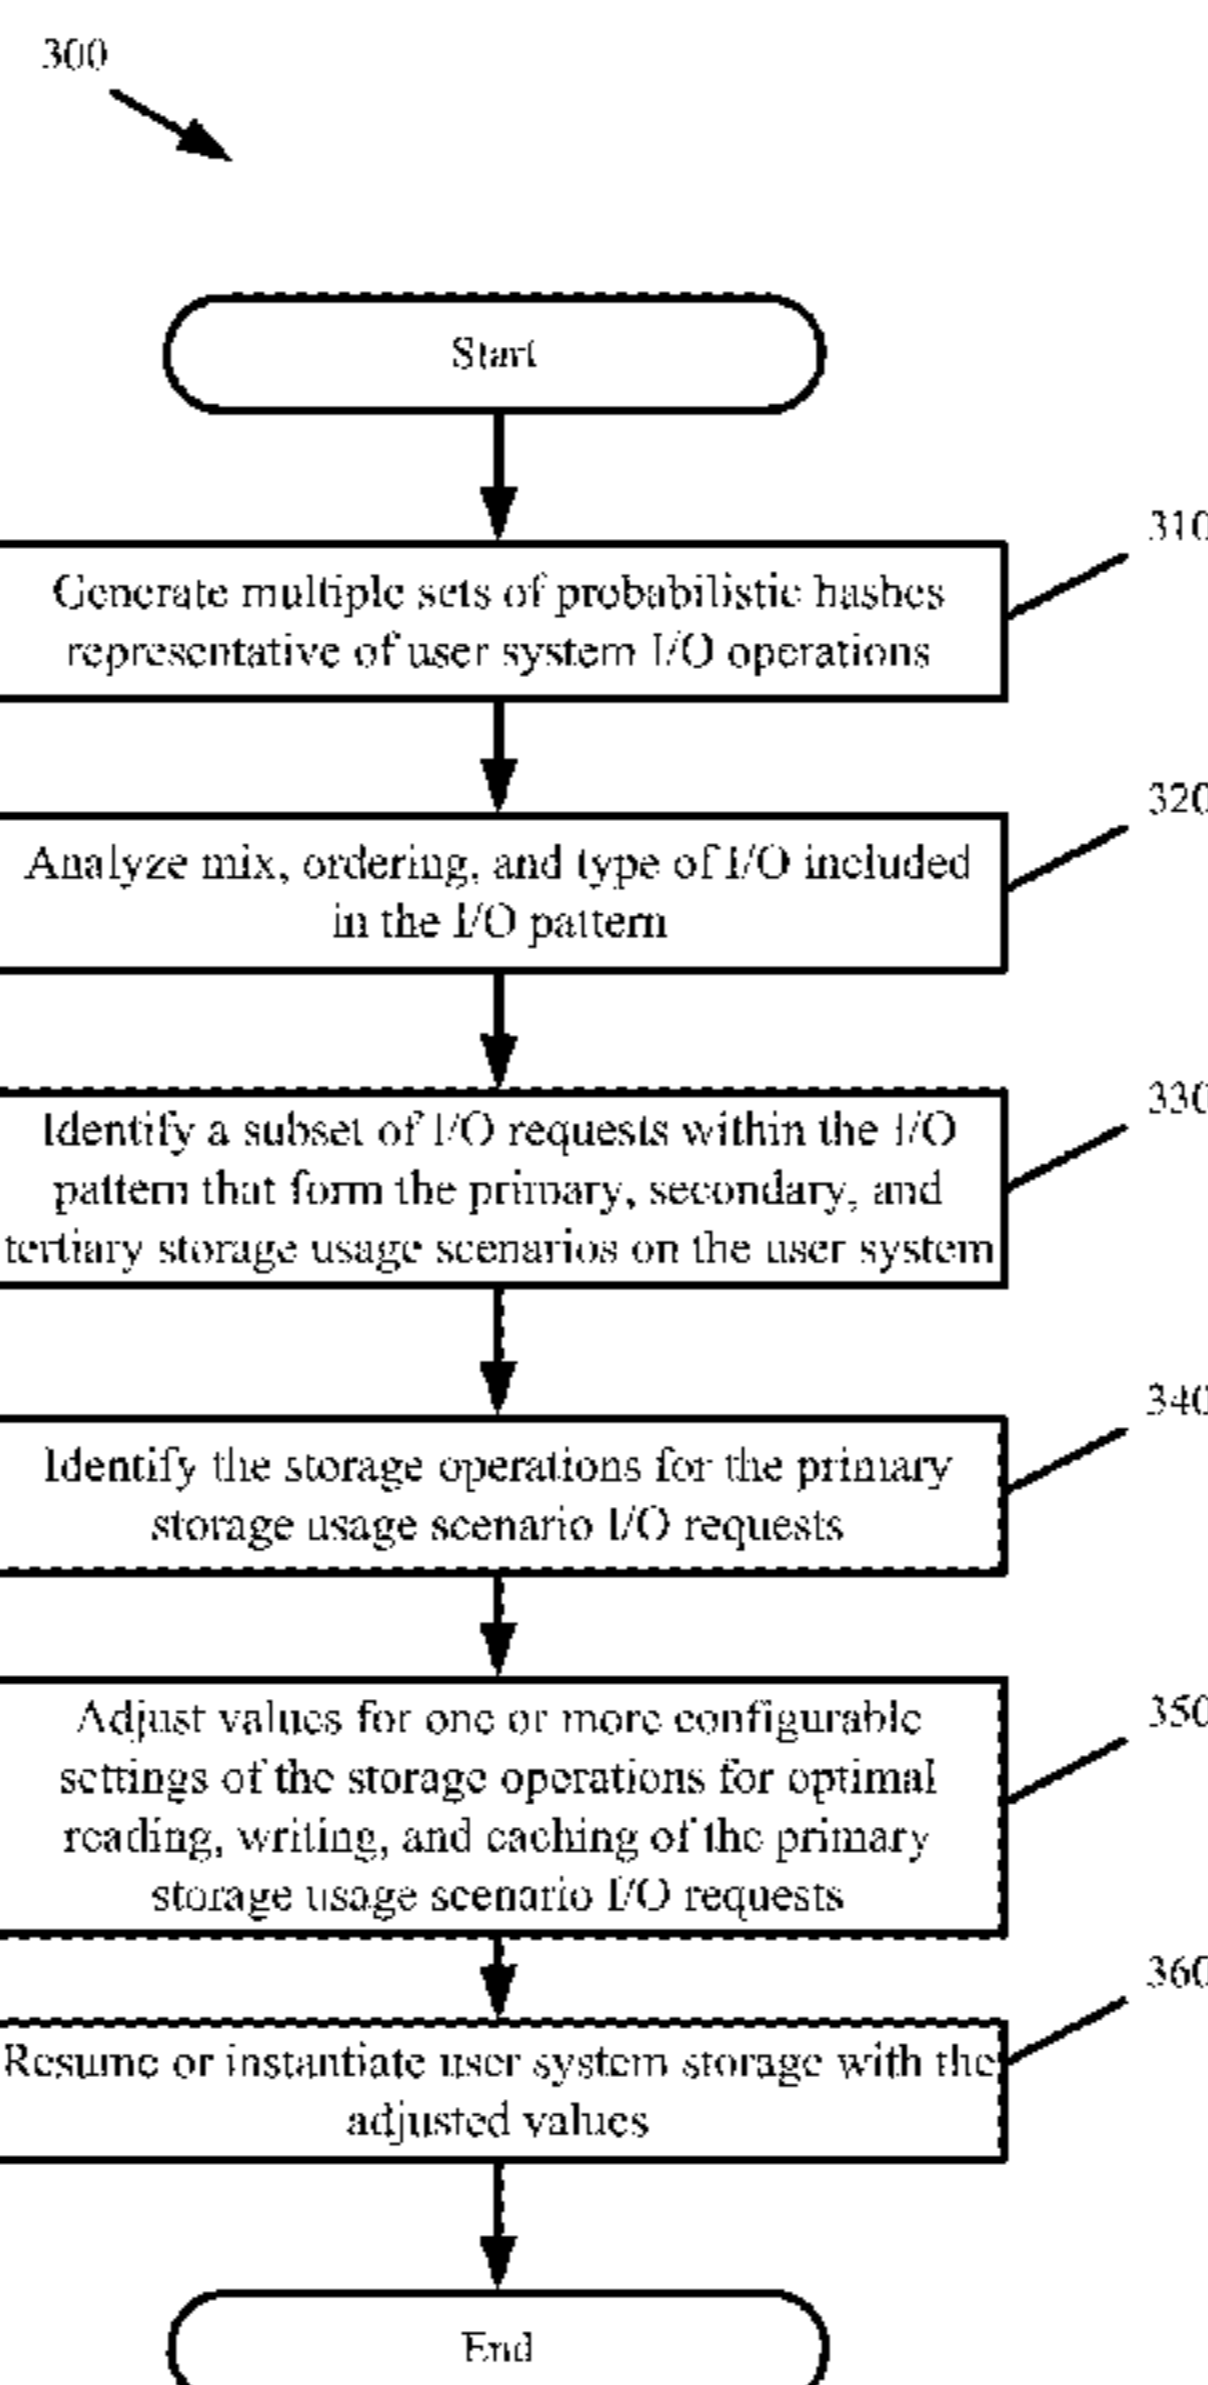 300
Start
310
Generate multiple sets of probabilistic hashes
representative of user system I/O operations
320
Analyze mix, ordering, and type of I/O included
in the I/O pattern
330
Identify a subset of I/O requests within the I/O
pattern that form the primary, secondary, and
tertiary storage usage scenarios on the user system
340
Identify the storage operations for the primary
storage usage scenario I/O requests
350
Adjust values for one or more configurable
settings of the storage operations for optimal
reading, writing, and caching of the primary
storage usage scenario I/O requests
360
Resume or instantiate user system storage with the
adjusted values
End